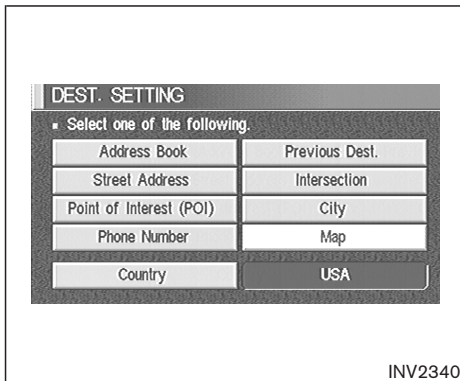 DEST. SETTING
Select one of the following.
Address Book Previous Dest.
Street Address Intersection
Point of Interest (POI) City
Phone Number Map
Country USA
INV2340